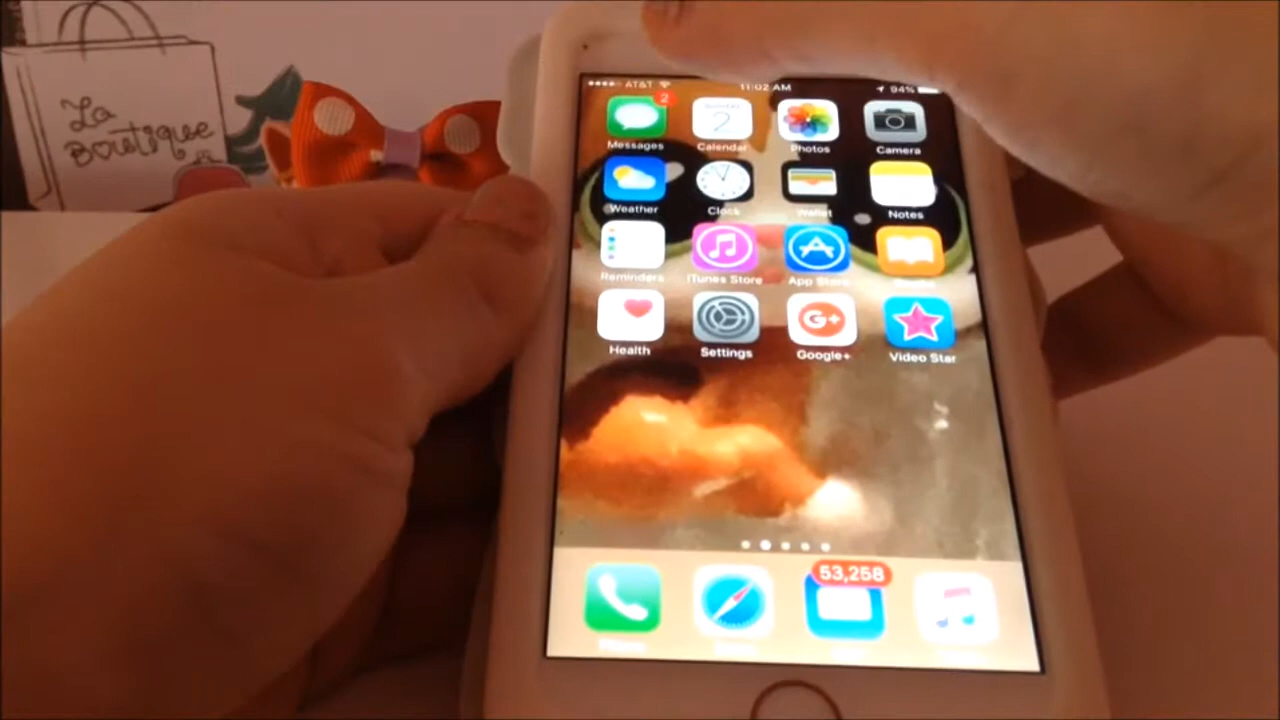 La
Boutique
AT&T 11:02 AM 94%
2
2
Messages Calendar Photos Camera
Weather Clock Wallet Notes
Reminders iTunes Store App Store
G+
Health Settings Google+ Video Star
53,258